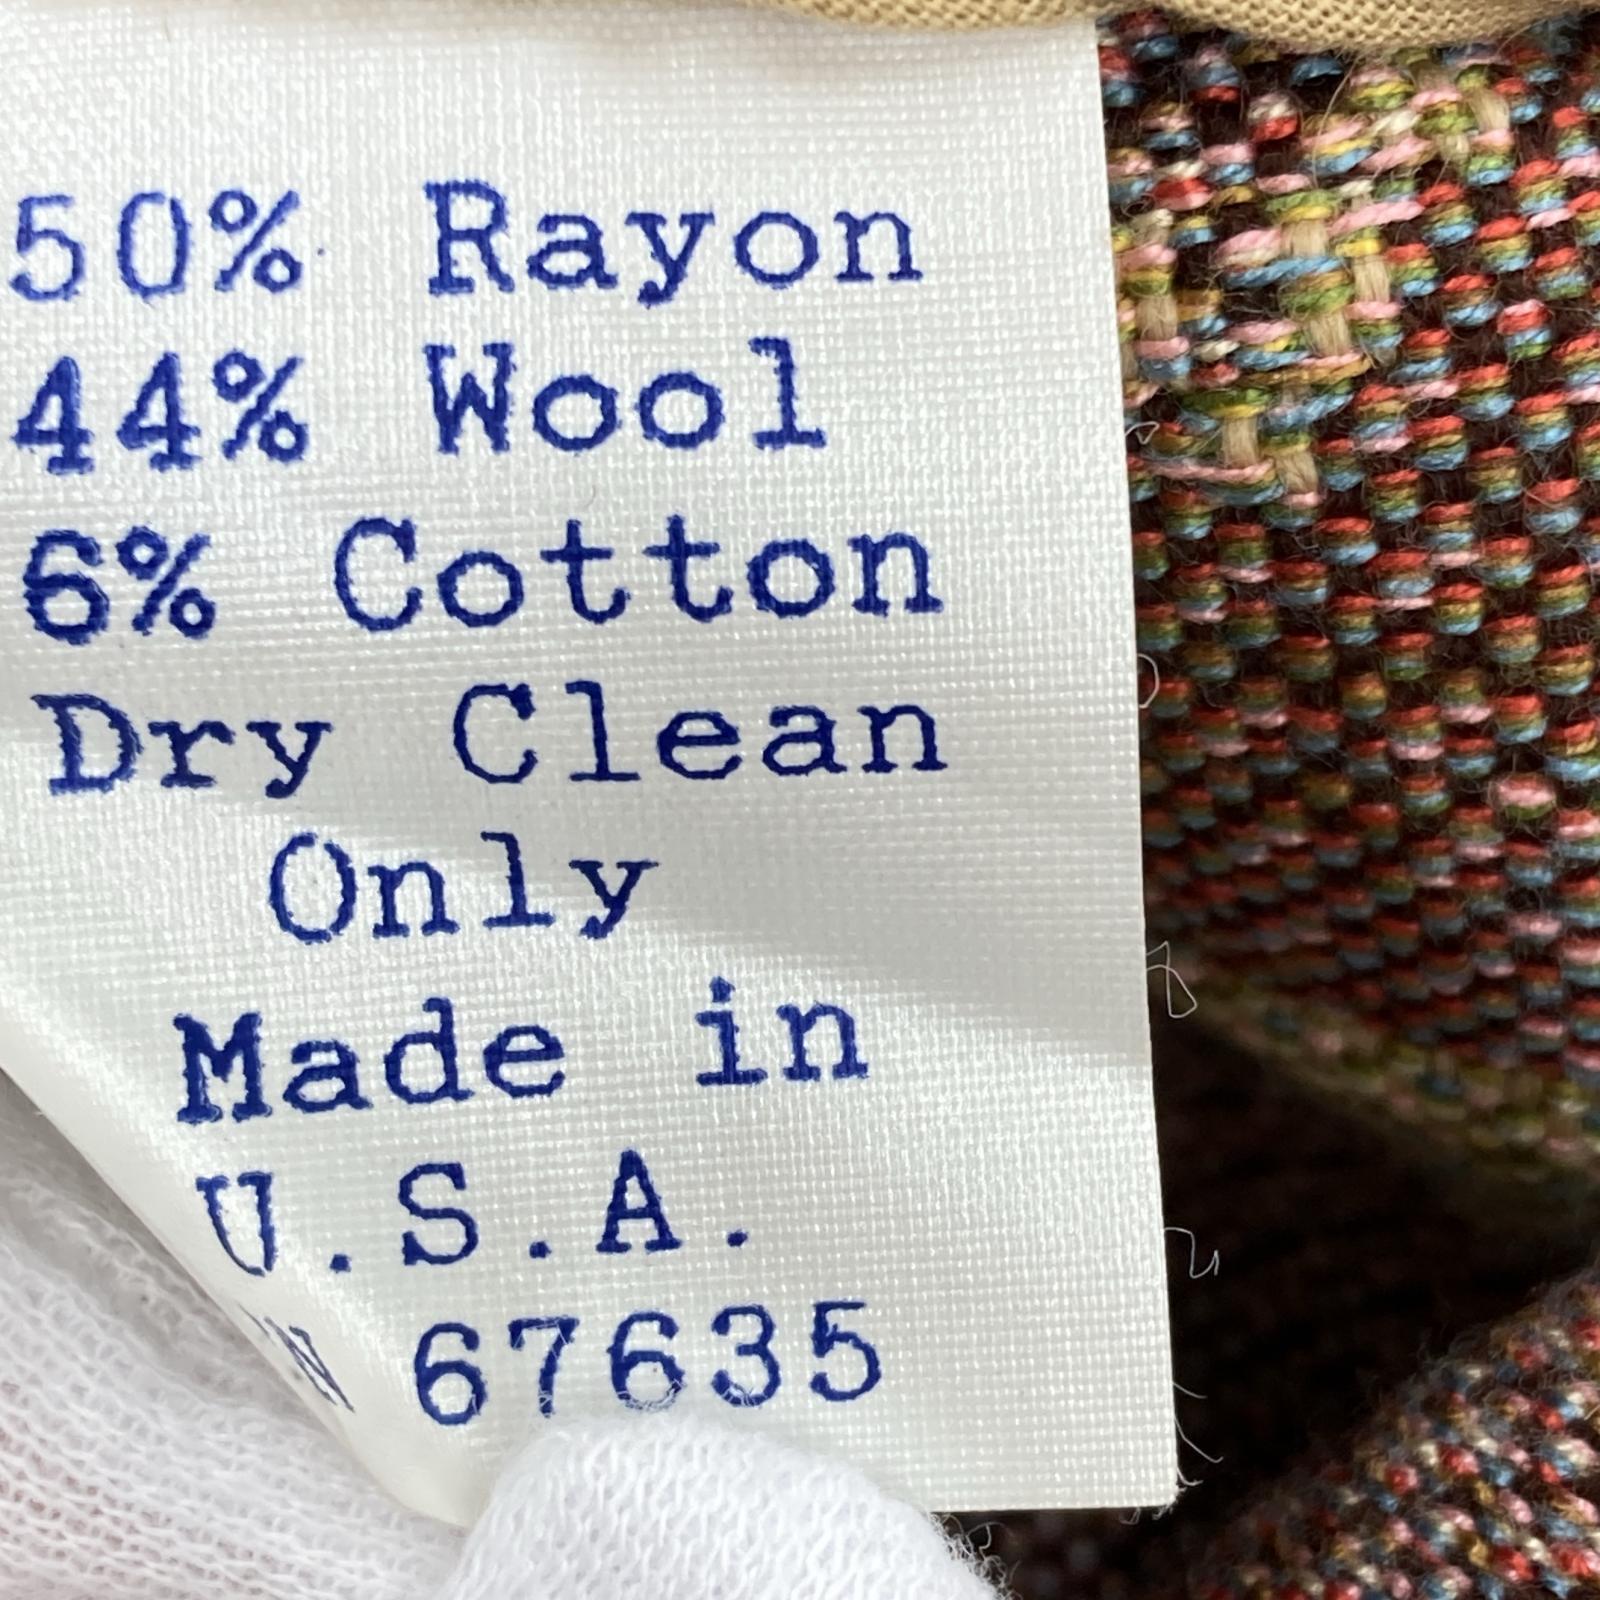 50% Rayon
44% Wool
6% Cotton
Dry Clean
Only
Made in
U.S.A.
N 67635